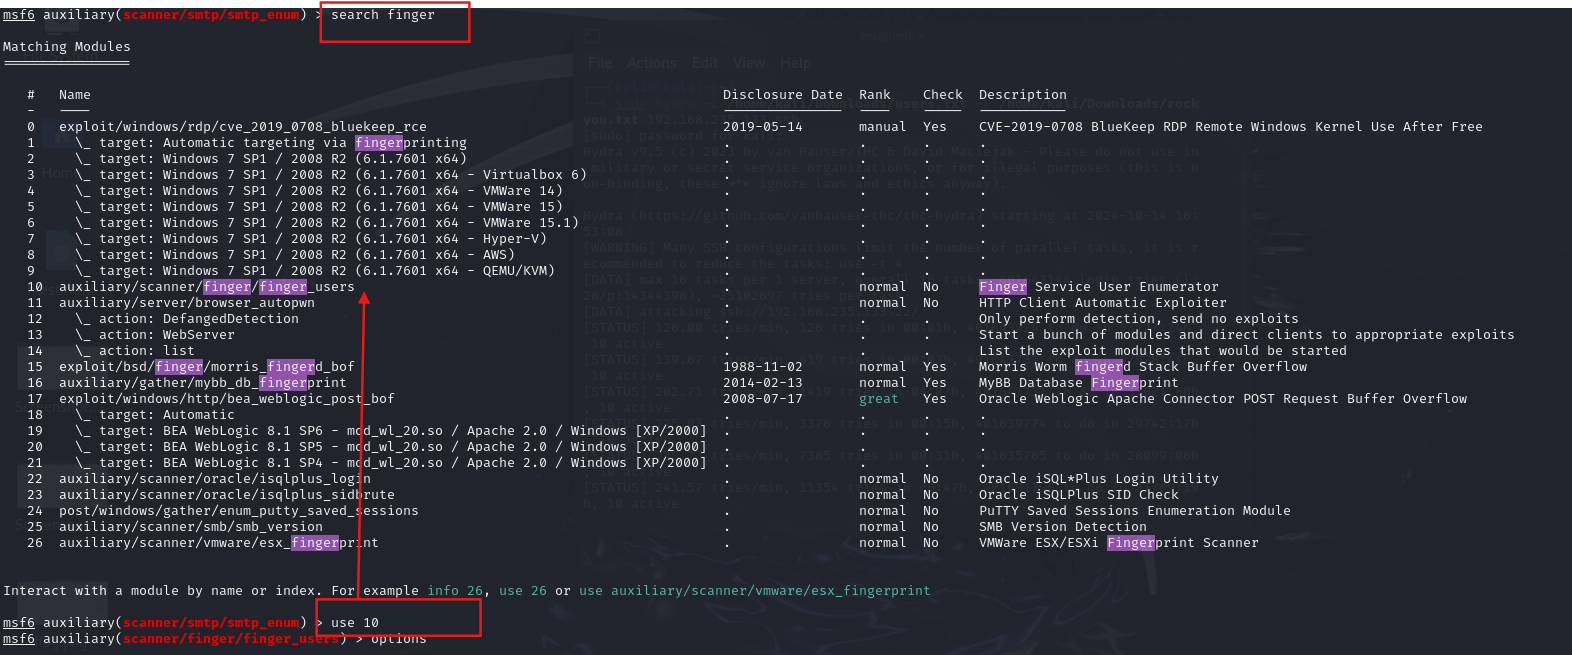 msf6 auxiliary(scanner/smtp/smtp_enum) > search finger
Matching Modules
# Name Disclosure Date Rank Check Description
- ---- --------------- ---- ----- -----------
0 exploit/windows/rdp/cve_2019_0708_bluekeep_rce 2019-05-14 manual Yes CVE-2019-0708 BlueKeep RDP Remote Windows Kernel Use After Free
1 \_ target: Automatic targeting via fingerprinting . . . .
2 \_ target: Windows 7 SP1 / 2008 R2 (6.1.7601 x64) . . . .
3 \_ target: Windows 7 SP1 / 2008 R2 (6.1.7601 x64 - Virtualbox 6) . . . .
4 \_ target: Windows 7 SP1 / 2008 R2 (6.1.7601 x64 - VMWare 14) . . . .
5 \_ target: Windows 7 SP1 / 2008 R2 (6.1.7601 x64 - VMWare 15) . . . .
6 \_ target: Windows 7 SP1 / 2008 R2 (6.1.7601 x64 - VMWare 15.1) . . . .
7 \_ target: Windows 7 SP1 / 2008 R2 (6.1.7601 x64 - Hyper-V) . . . .
8 \_ target: Windows 7 SP1 / 2008 R2 (6.1.7601 x64 - AWS) . . . .
9 \_ target: Windows 7 SP1 / 2008 R2 (6.1.7601 x64 - QEMU/KVM) . . . .
10 auxiliary/scanner/finger/finger_users . normal No Finger Service User Enumerator
11 auxiliary/server/browser_autopwn . normal No HTTP Client Automatic Exploiter
12 \_ action: DefangedDetection . . . Only perform detection, send no exploits
13 \_ action: WebServer . . . Start a bunch of modules and direct clients to appropriate exploits
14 \_ action: list . . . List the exploit modules that would be started
15 exploit/bsd/finger/morris_fingerd_bof 1988-11-02 normal Yes Morris Worm fingerd Stack Buffer Overflow
16 auxiliary/gather/mybb_db_fingerprint 2014-02-13 normal Yes MyBB Database Fingerprint
17 exploit/windows/http/bea_weblogic_post_bof 2008-07-17 great Yes Oracle Weblogic Apache Connector POST Request Buffer Overflow
18 \_ target: Automatic . . . .
19 \_ target: BEA WebLogic 8.1 SP6 - mod_wl_20.so / Apache 2.0 / Windows [XP/2000] . . . .
20 \_ target: BEA WebLogic 8.1 SP5 - mod_wl_20.so / Apache 2.0 / Windows [XP/2000] . . . .
21 \_ target: BEA WebLogic 8.1 SP4 - mod_wl_20.so / Apache 2.0 / Windows [XP/2000] . . . .
22 auxiliary/scanner/oracle/isqlplus_login . normal No Oracle iSQL*Plus Login Utility
23 auxiliary/scanner/oracle/isqlplus_sidbrute . normal No Oracle iSQLPlus SID Check
24 post/windows/gather/enum_putty_saved_sessions . normal No PuTTY Saved Sessions Enumeration Module
25 auxiliary/scanner/smb/smb_version . normal No SMB Version Detection
26 auxiliary/scanner/vmware/esx_fingerprint . normal No VMWare ESX/ESXi Fingerprint Scanner
Interact with a module by name or index. For example info 26, use 26 or use auxiliary/scanner/vmware/esx_fingerprint
msf6 auxiliary(scanner/smtp/smtp_enum) > use 10
msf6 auxiliary(scanner/finger/finger_users) > options